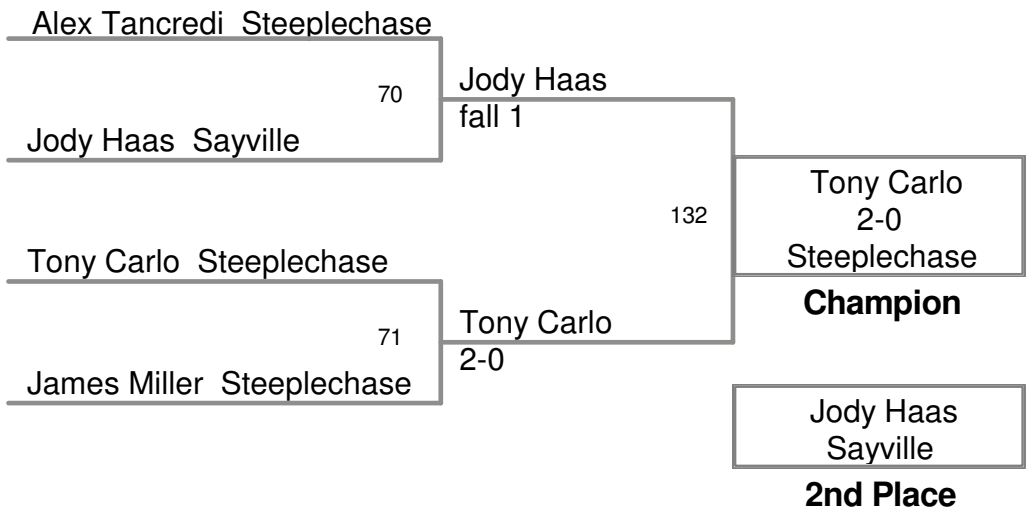 Alex Tancredi Steeplechase
70
Jody Haas
fall 1
Jody Haas Sayville
132
Tony Carlo
2-0
Steeplechase
Champion
Tony Carlo Steeplechase
71
Tony Carlo
2-0
James Miller Steeplechase
Jody Haas
Sayville
2nd Place